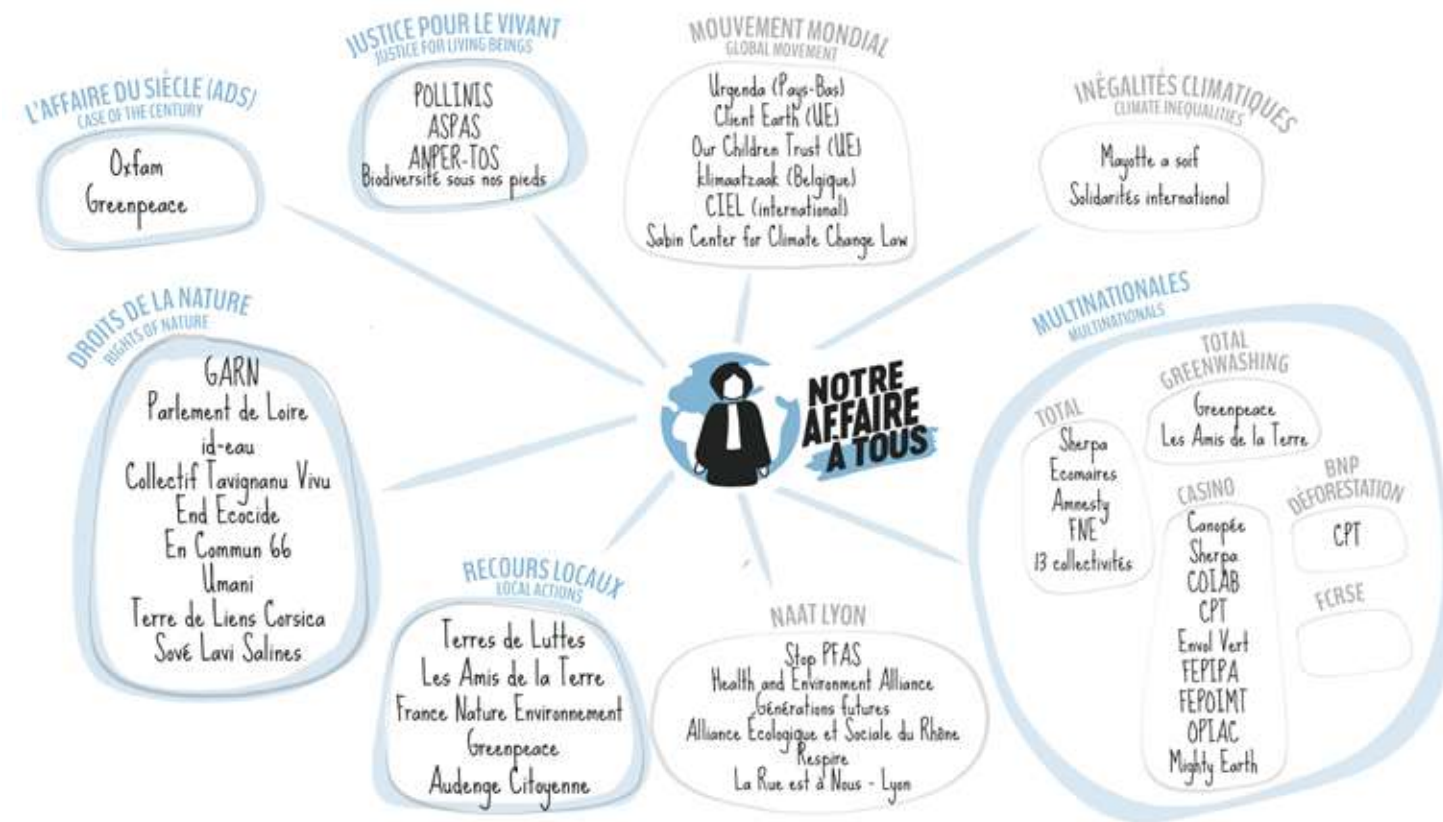 L'AFFAIRE DU SIÈCLE (ADS)
CASE OF THE CENTURY
Oxfam
Greenpeace
JUSTICE POUR LE VIVANT
JUSTICE FOR LIVING BEINGS
POLLINIS
ASPAS
ANPER-TOS
Biodiversité sous nos pieds
MOUVEMENT MONDIAL
GLOBAL MOVEMENT
Urgenda (Pays-Bas)
Client Earth (UE)
Our Children Trust (UE)
klimaatzaak (Belgique)
CIEL (international)
Sabin Center for Climate Change Law
INÉGALITÉS CLIMATIQUES
CLIMATE INEQUALITIES
Mayotte a soif
Solidarités international
DROITS DE LA NATURE
RIGHTS OF NATURE
GARN
Parlement de Loire
id-eau
Collectif Tavignanu Vivu
End Ecocide
En Commun 66
Umani
Terre de Liens Corsica
Sové Lavi Salines
NOTRE
AFFAIRE
À TOUS
MULTINATIONALES
MULTINATIONALS
TOTAL
Sherpa
Ecomaires
Amnesty
FNE
13 collectivités
TOTAL
GREENWASHING
Greenpeace
Les Amis de la Terre
CASINO
Canopée
Sherpa
COIAB
CPT
Envol Vert
FEPIPA
FEPOIMT
OPIAC
Mighty Earth
BNP
DÉFORESTATION
CPT
FCRSE
RECOURS LOCAUX
LOCAL ACTIONS
Terres de Luttes
Les Amis de la Terre
France Nature Environnement
Greenpeace
Audenge Citoyenne
NAAT LYON
Stop PFAS
Health and Environment Alliance
Générations futures
Alliance Écologique et Sociale du Rhône
Respire
La Rue est à Nous - Lyon